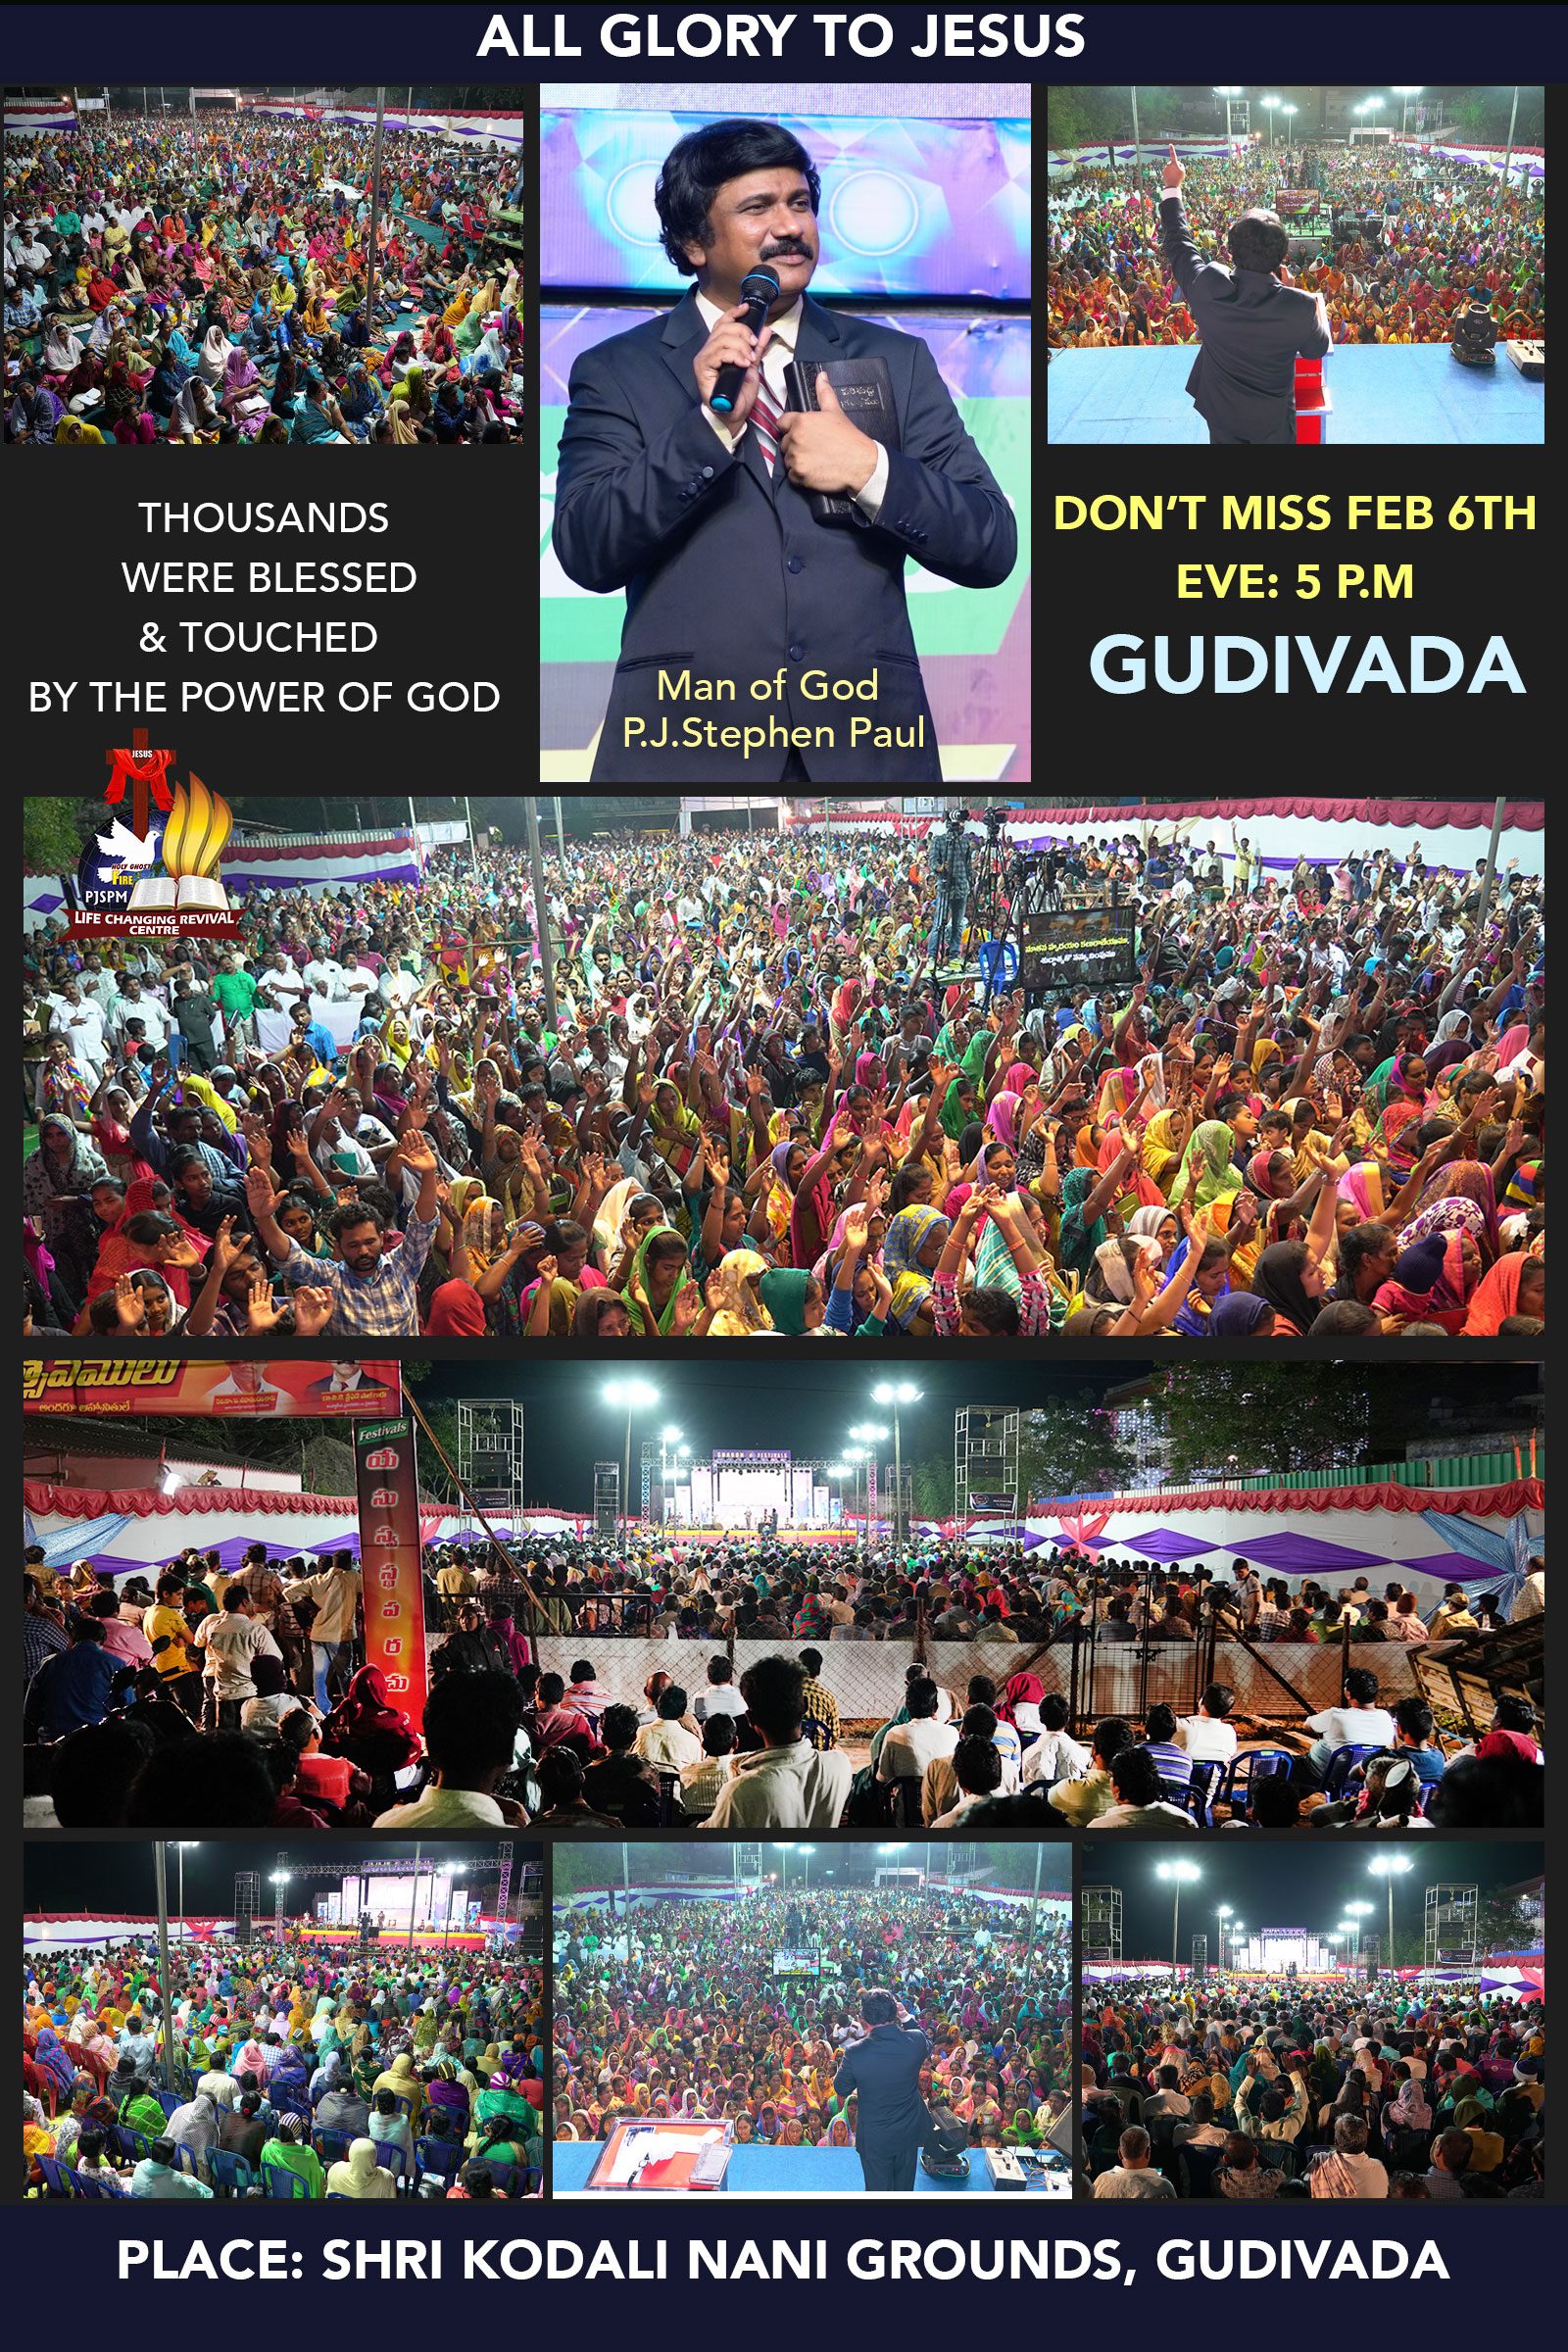 ALL GLORY TO JESUS
THOUSANDS
WERE BLESSED
& TOUCHED
BY THE POWER OF GOD
Man of God
P.J.Stephen Paul
DON'T MISS FEB 6TH
EVE: 5 P.M
GUDIVADA
JESUS
HOLY GHOST
FIRE
PJSPM
LIFE CHANGING REVIVAL
CENTRE
అందరూ ఆహ్వానితులే
Festivals
యే
సు
స్వ
స్థ
ప
ర
చు
PLACE: SHRI KODALI NANI GROUNDS, GUDIVADA